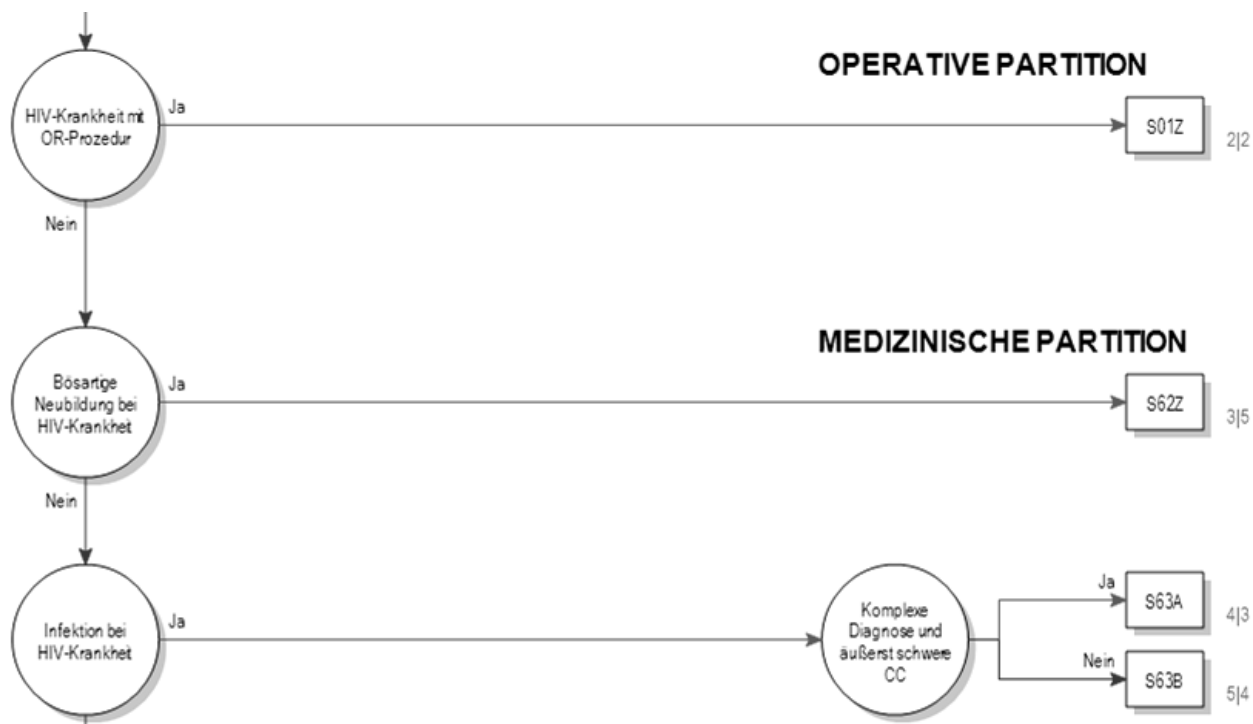 OPERATIVE PARTITION
HIV-Krankheit mit
OR-Prozedur
Ja
S01Z
2|2
Nein
MEDIZINISCHE PARTITION
Bösartige
Neubildung bei
HIV-Krankheit
Ja
S62Z
3|5
Nein
Infektion bei
HIV-Krankheit
Ja
Komplexe
Diagnose und
äußerst schwere
CC
Ja
S63A
4|3
Nein
S63B
5|4